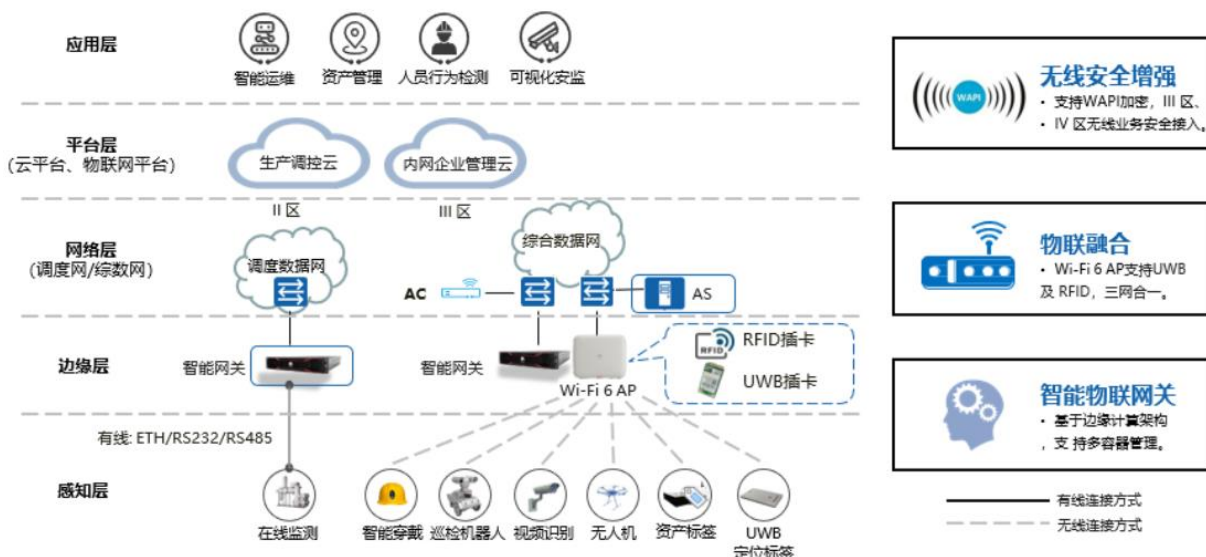 应用层
智能运维
资产管理
人员行为检测
可视化安监
平台层
(云平台、物联网平台)
生产调控云
内网企业管理云
II 区
III 区
网络层
(调度网/综数网)
调度数据网
综合数据网
AC
AS
边缘层
智能网关
智能网关
Wi-Fi 6 AP
RFID
RFID插卡
UWB插卡
有线: ETH/RS232/RS485
感知层
在线监测
智能穿戴
巡检机器人
视频识别
无人机
资产标签
UWB
定位标签
WAPI
无线安全增强
• 支持WAPI加密，III 区、
• IV 区无线业务安全接入。
物联融合
• Wi-Fi 6 AP支持UWB
及 RFID，三网合一。
智能物联网关
• 基于边缘计算架构
，支 持多容器管理。
有线连接方式
无线连接方式